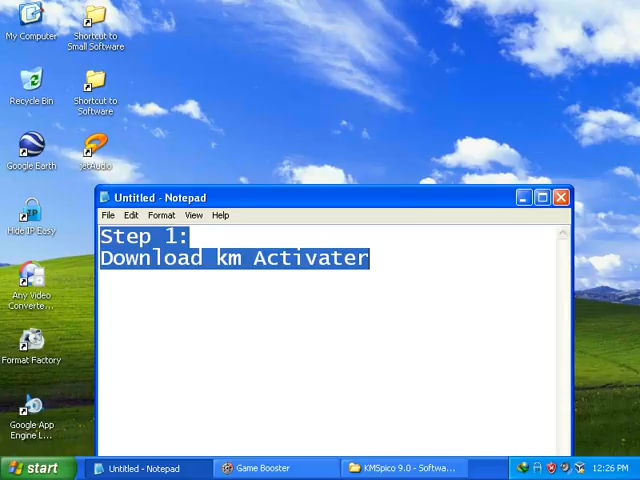 My Computer
Shortcut to
Small Software
Recycle Bin
Shortcut to
Software
Google Earth
jetAudio
Hide IP Easy
Any Video
Converte...
Format Factory
Google App
Engine L...
Untitled - Notepad
File Edit Format View Help
Step 1:
Download km Activater
start
Untitled - Notepad
Game Booster
KMSpico 9.0 - Softwa...
12:26 PM